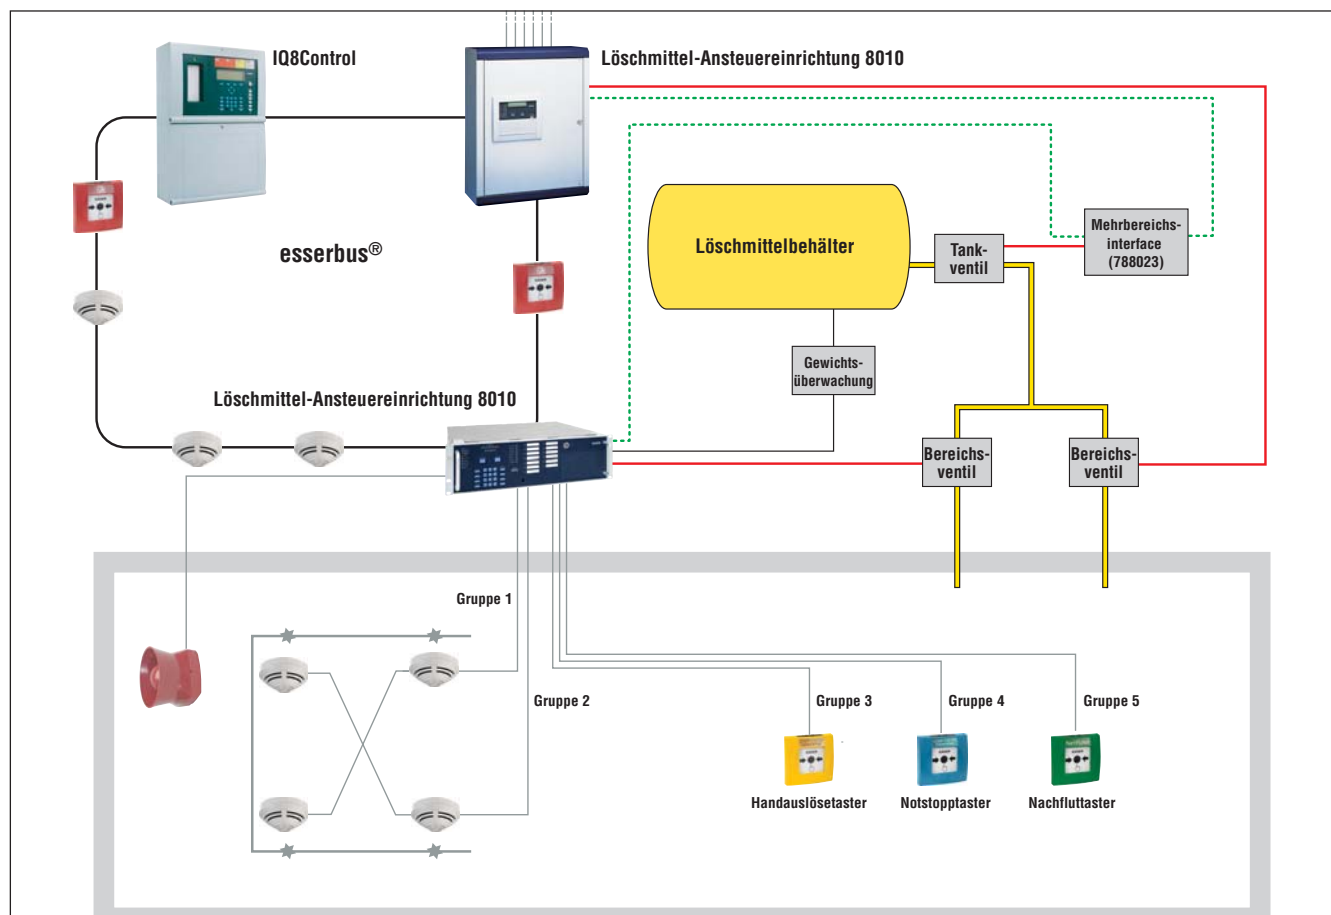 IQ8Control
Löschmittel-Ansteuereinrichtung 8010
esserbus®
Löschmittelbehälter
Tank-
ventil
Mehrbereichs-
interface
(788023)
Gewichts-
überwachung
Löschmittel-Ansteuereinrichtung 8010
Bereichs-
ventil
Bereichs-
ventil
Gruppe 1
Gruppe 2
Gruppe 3
Gruppe 4
Gruppe 5
Handauslösetaster
Notstopptaster
Nachfluttaster